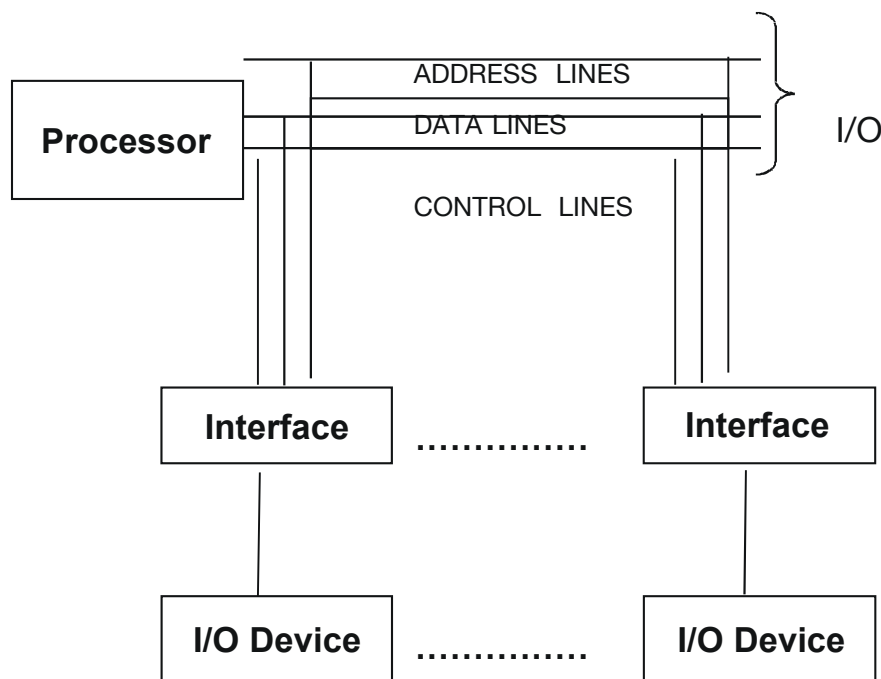 ADDRESS LINES
Processor
DATA LINES
I/O
CONTROL LINES
Interface
Interface
...............
I/O Device
I/O Device
...............